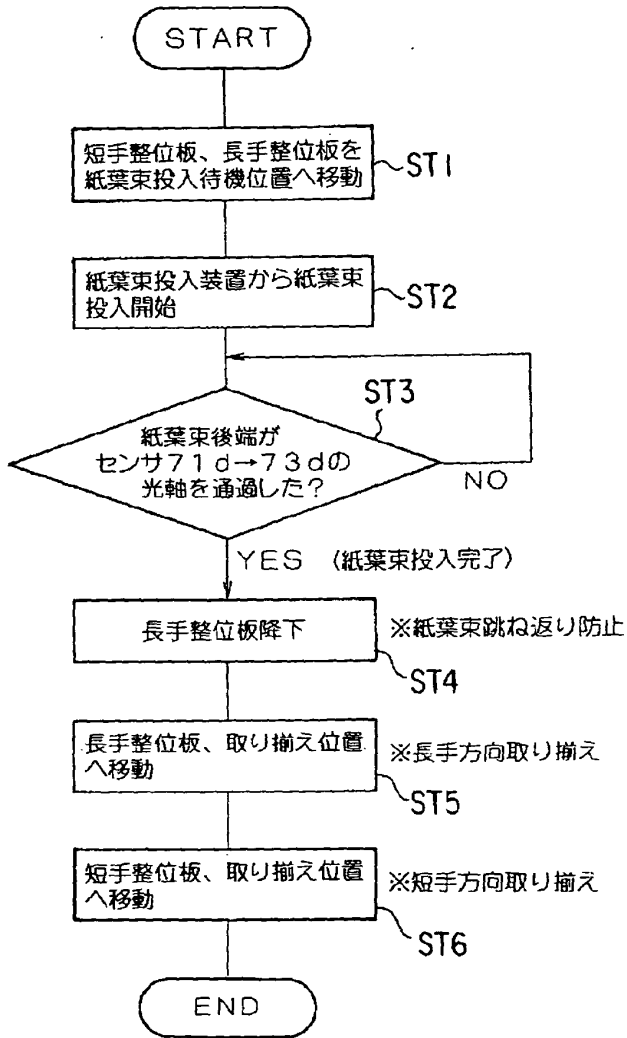 START
短手整位板、長手整位板を
紙葉束投入待機位置へ移動
ST1
紙葉束投入装置から紙葉束
投入開始
ST2
ST3
紙葉束後端が
センサ71d→73dの
光軸を通過した?
NO
YES (紙葉束投入完了)
長手整位板降下
※紙葉束跳ね返り防止
ST4
長手整位板、取り揃え位置
へ移動
※長手方向取り揃え
ST5
短手整位板、取り揃え位置
へ移動
※短手方向取り揃え
ST6
END